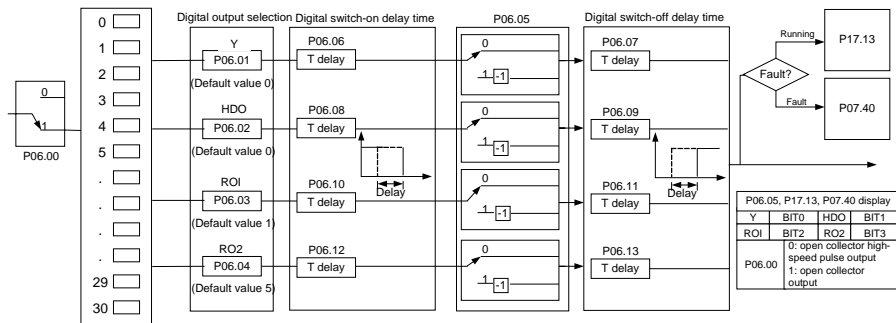 Digital output selection
Digital switch-on delay time
P06.05
Digital switch-off delay time
0
1
2
3
4
5
.
.
.
.
29
30
0
1
P06.00
Y
P06.01
(Default value 0)
HDO
P06.02
(Default value 0)
ROI
P06.03
(Default value 1)
RO2
P06.04
(Default value 5)
P06.06
T delay
P06.08
T delay
Delay
P06.10
T delay
P06.12
T delay
0
1
-1
0
1
-1
0
1
-1
0
1
-1
P06.07
T delay
P06.09
T delay
Delay
P06.11
T delay
P06.13
T delay
Running
Fault?
Fault
P17.13
P07.40
P06.05, P17.13, P07.40 display
Y BIT0 HDO BIT1
ROI BIT2 RO2 BIT3
P06.00
0: open collector high-
speed pulse output
1: open collector
output